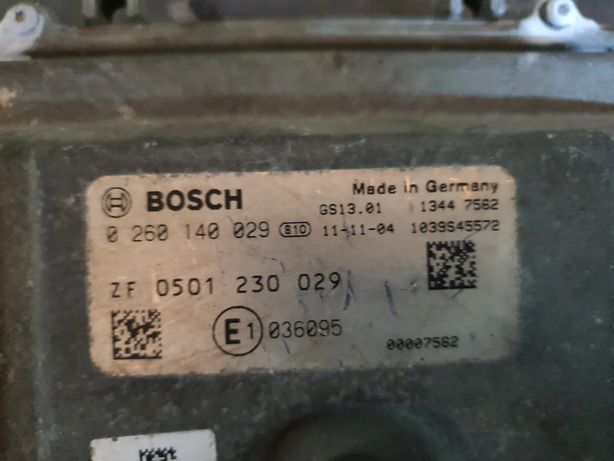 BOSCH
Made in Germany
GS13.01 1344 7562
0 260 140 029 B10 11-11-04 1039S45572
ZF 0501 230 029
E1 036095
00007562